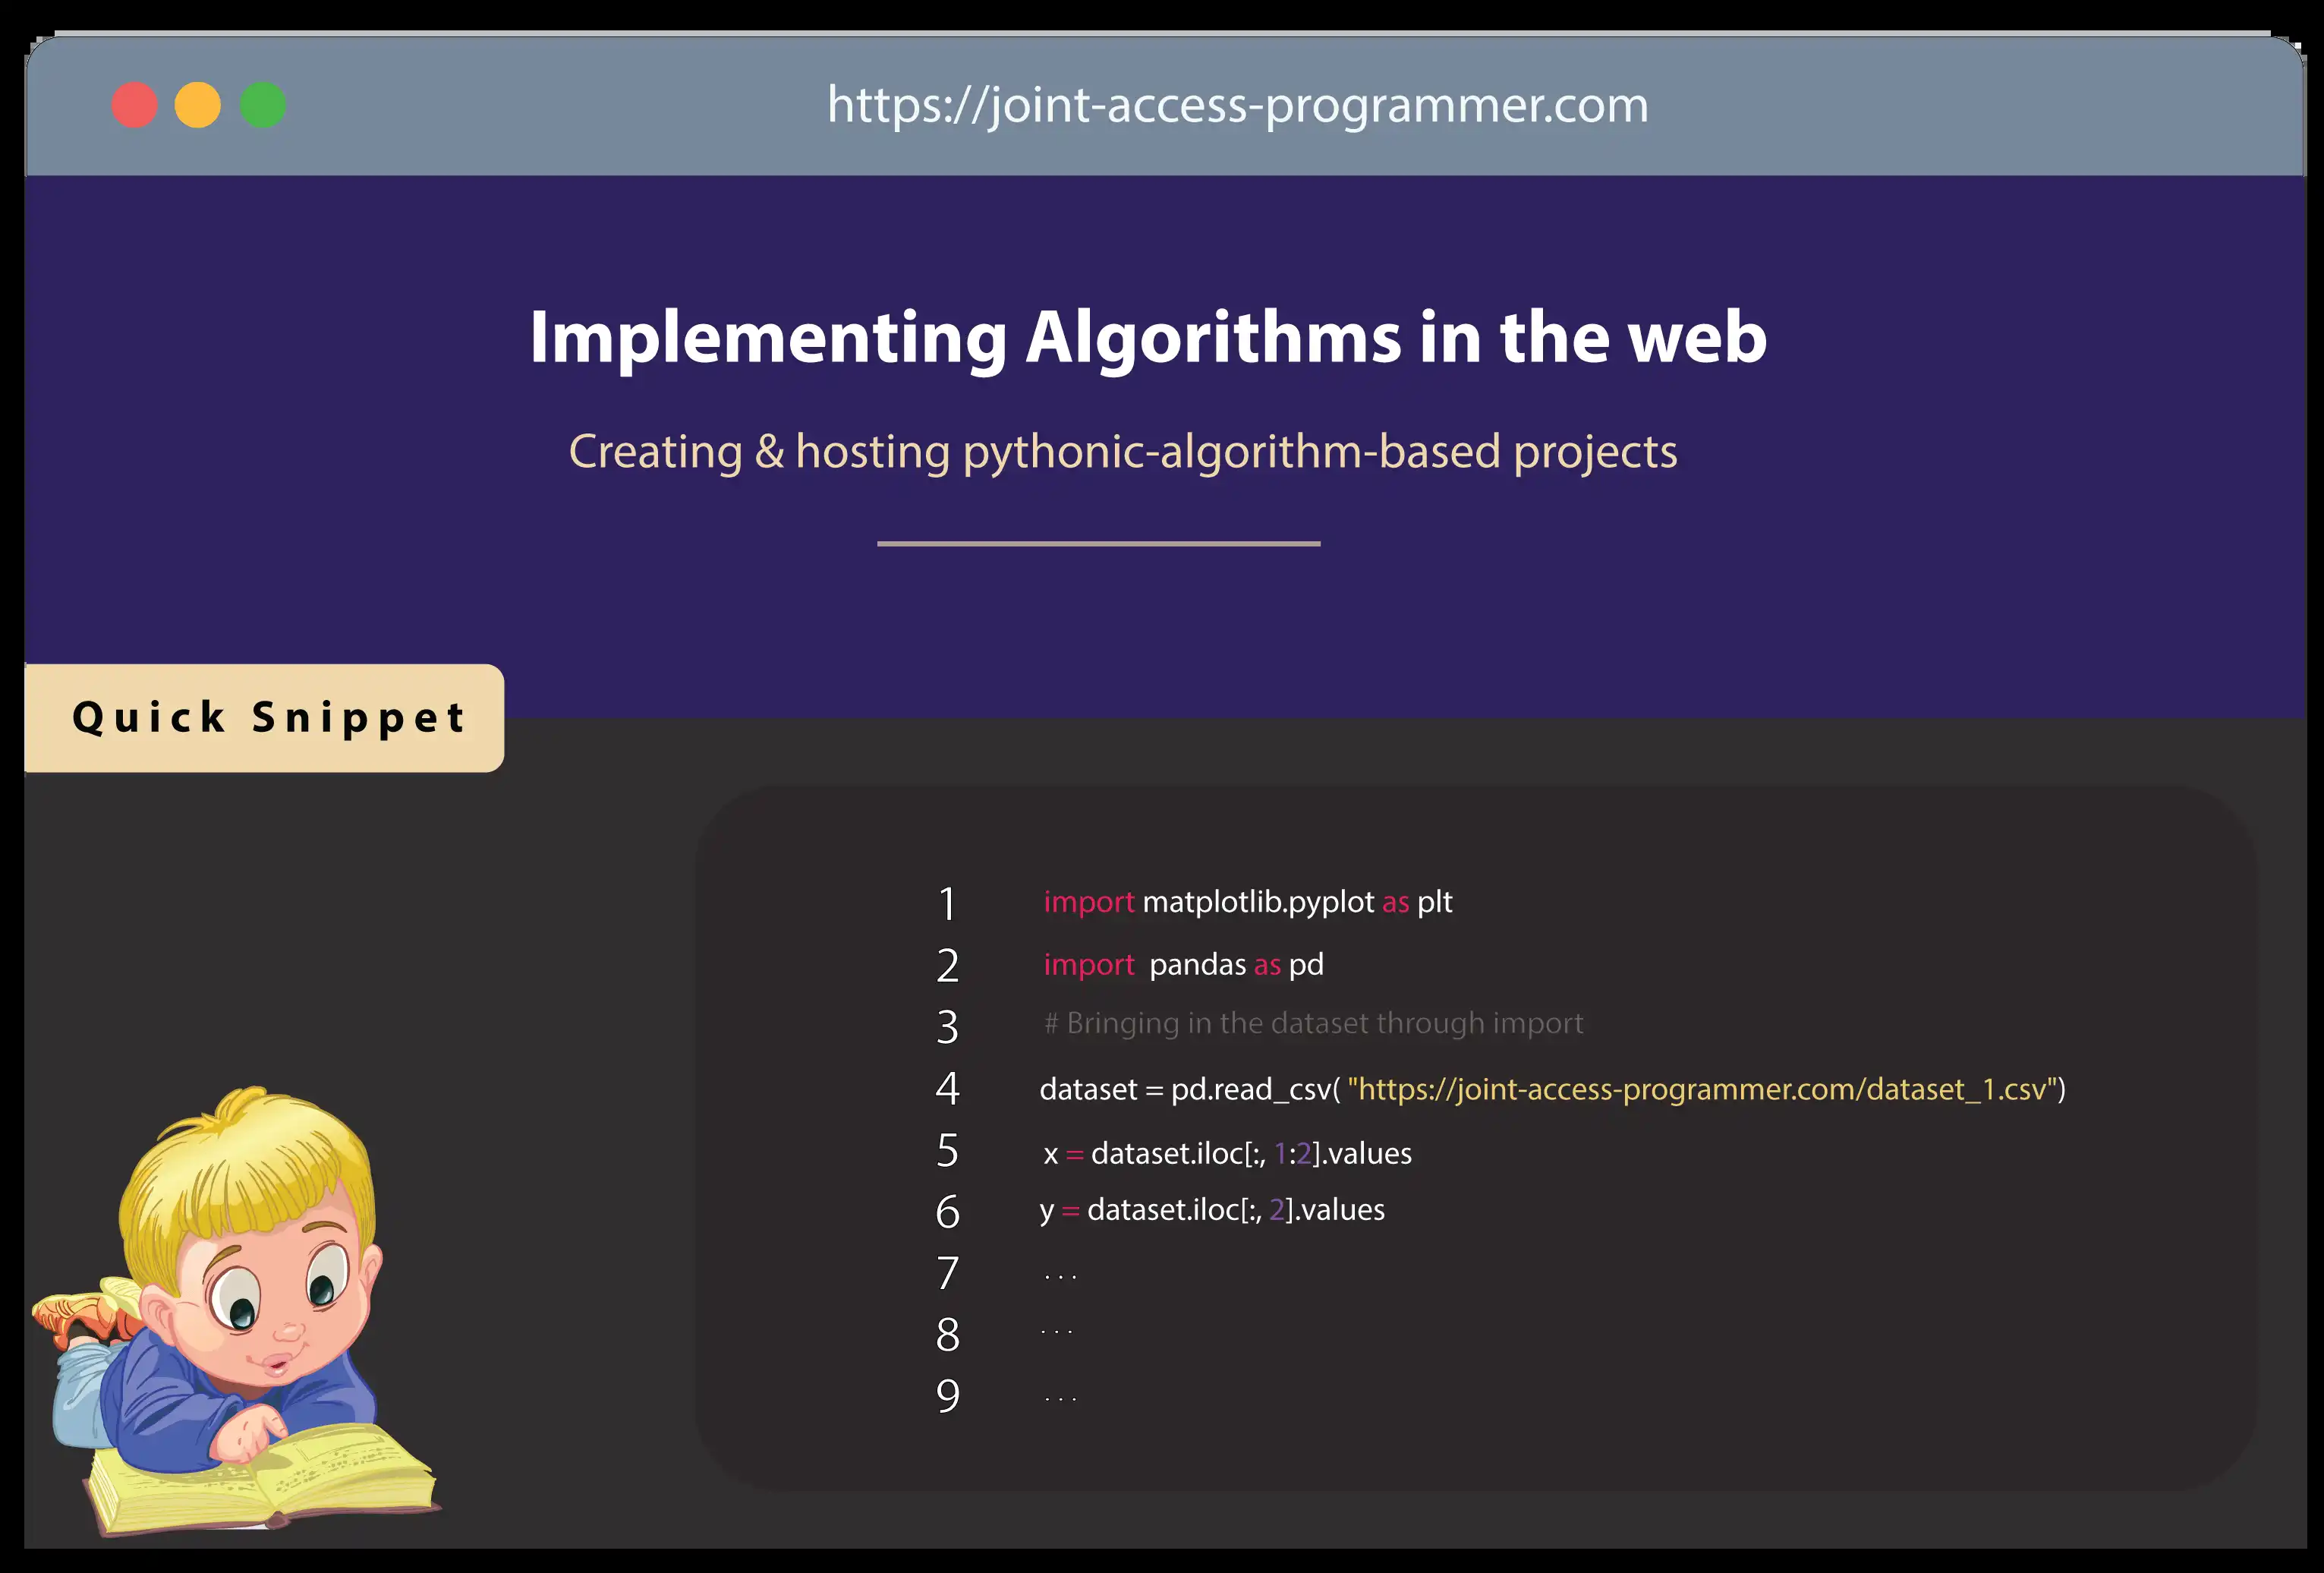 https://joint-access-programmer.com
Implementing Algorithms in the web
Creating & hosting pythonic-algorithm-based projects
Quick Snippet
1 import matplotlib.pyplot as plt
2 import  pandas as pd
3 # Bringing in the dataset through import
4 dataset = pd.read_csv( "https://joint-access-programmer.com/dataset_1.csv")
5 x = dataset.iloc[:, 1:2].values
6 y = dataset.iloc[:, 2].values
7 . . .
8 . . .
9 . . .